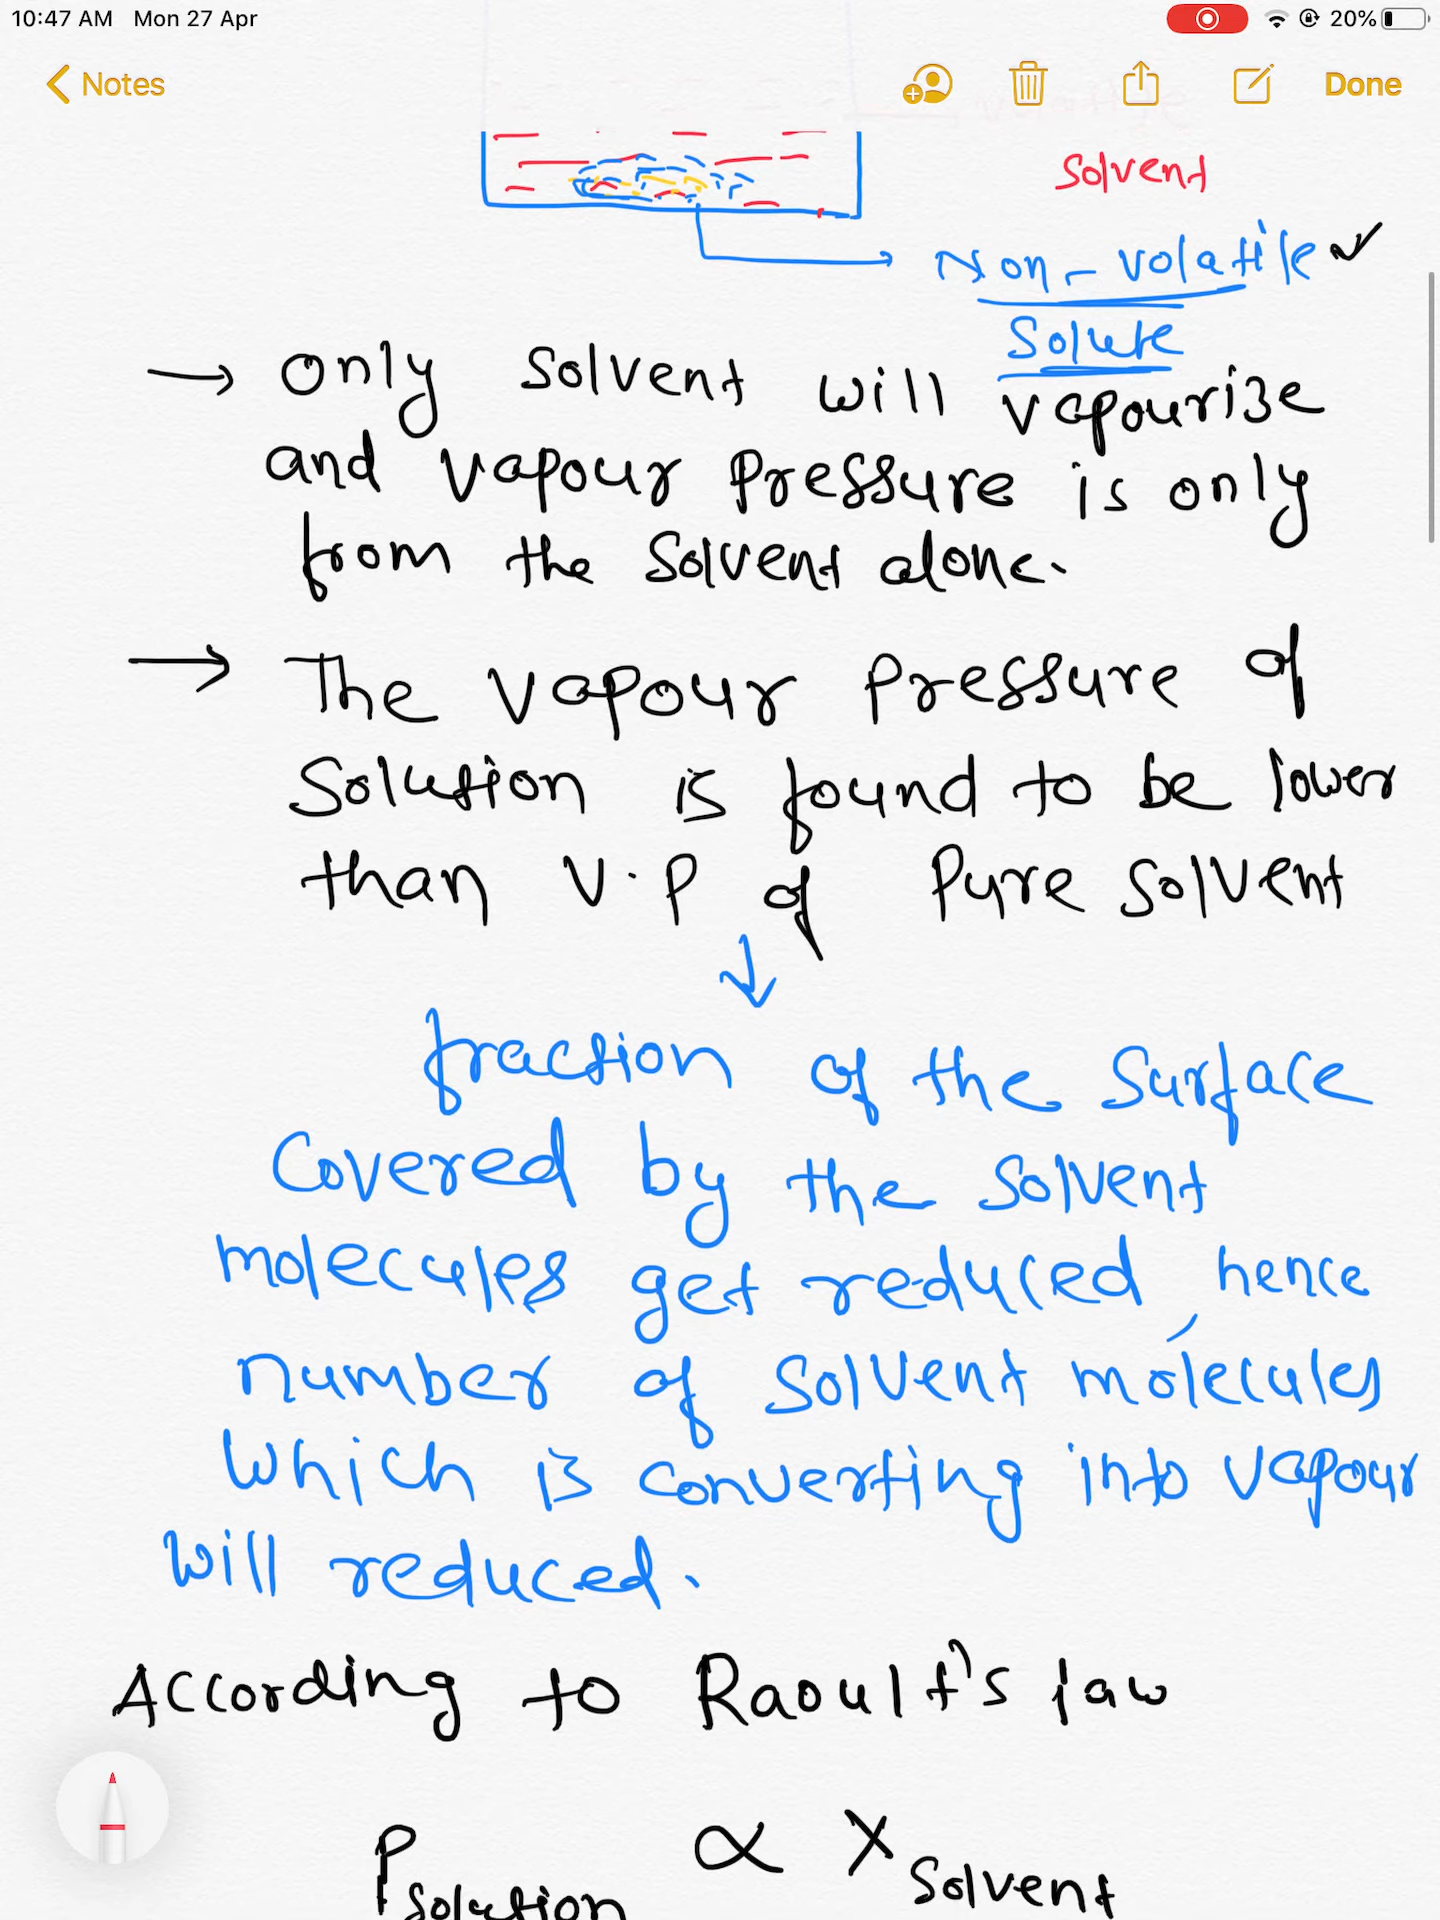 10:47 AM Mon 27 Apr 20%
Notes Done
Solvent
Non-volatile ✓
Solute
→ Only Solvent will vapourize
and vapour Pressure is only
from the Solvent alone.
→ The vapour Pressure of
Solution is found to be lower
than V.P of Pure Solvent
↓
fraction of the Surface
Covered by the Solvent
molecules get reduced, hence
number of Solvent molecules
Which is Converting into vapour
Will reduced.
According to Raoult's law
P Solution ∝ X Solvent